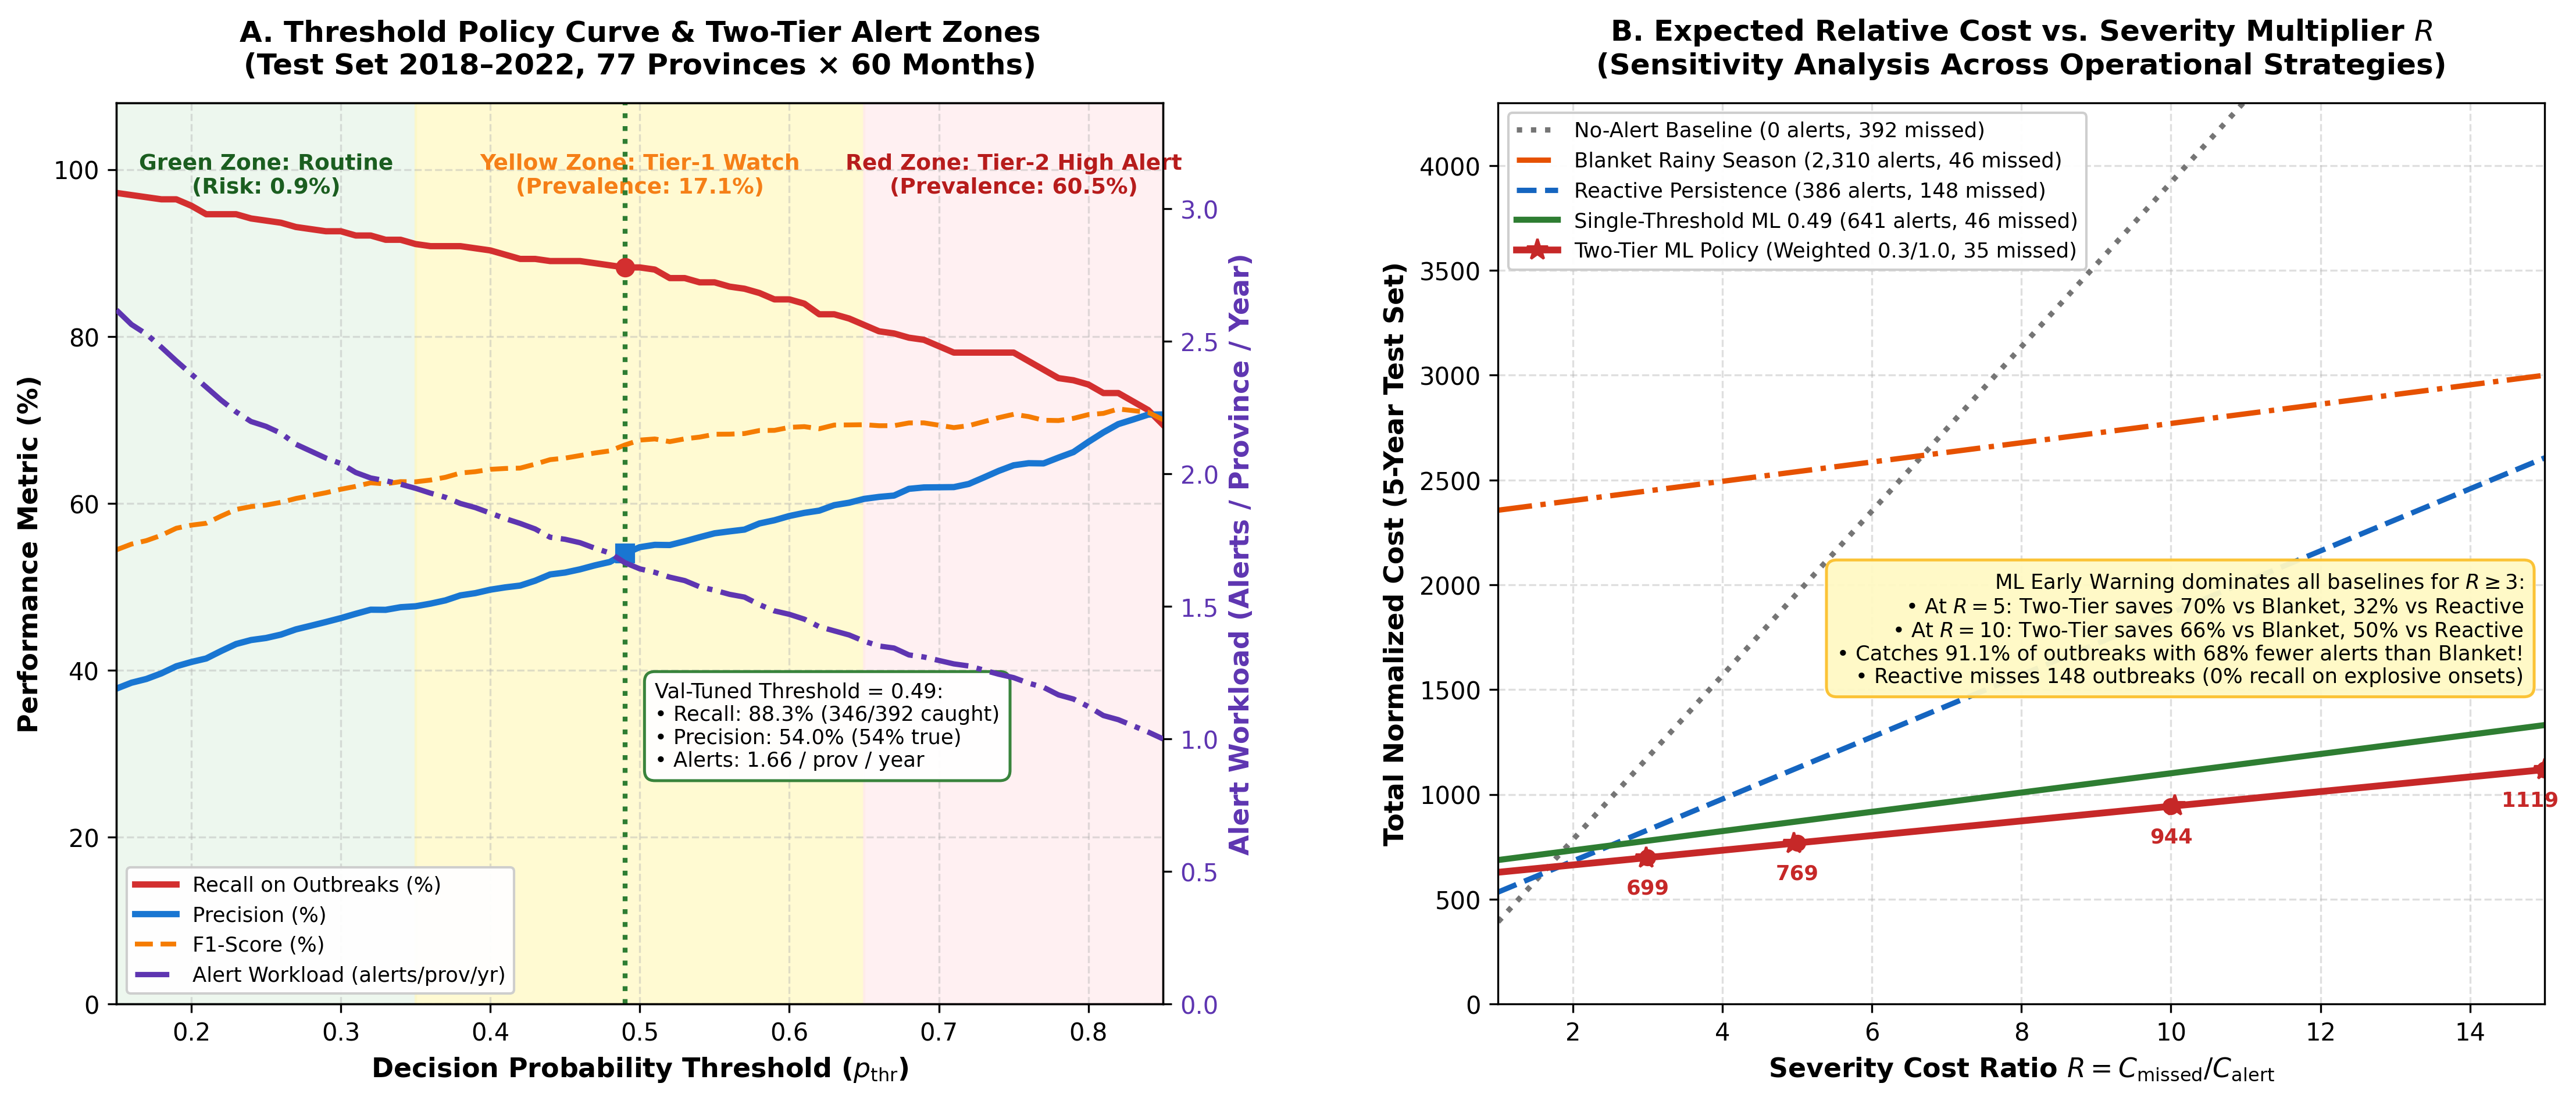 A. Threshold Policy Curve & Two-Tier Alert Zones
(Test Set 2018–2022, 77 Provinces × 60 Months)
Green Zone: Routine
(Risk: 0.9%)
Yellow Zone: Tier-1 Watch
(Prevalence: 17.1%)
Red Zone: Tier-2 High Alert
(Prevalence: 60.5%)
Performance Metric (%)
100
80
60
40
20
0
3.0
2.5
2.0
1.5
1.0
0.5
0.0
Alert Workload (Alerts / Province / Year)
Val-Tuned Threshold = 0.49:
• Recall: 88.3% (346/392 caught)
• Precision: 54.0% (54% true)
• Alerts: 1.66 / prov / year
Recall on Outbreaks (%)
Precision (%)
F1-Score (%)
Alert Workload (alerts/prov/yr)
0.2 0.3 0.4 0.5 0.6 0.7 0.8
Decision Probability Threshold (p_thr)
B. Expected Relative Cost vs. Severity Multiplier R
(Sensitivity Analysis Across Operational Strategies)
No-Alert Baseline (0 alerts, 392 missed)
Blanket Rainy Season (2,310 alerts, 46 missed)
Reactive Persistence (386 alerts, 148 missed)
Single-Threshold ML 0.49 (641 alerts, 46 missed)
Two-Tier ML Policy (Weighted 0.3/1.0, 35 missed)
Total Normalized Cost (5-Year Test Set)
4000
3500
3000
2500
2000
1500
1000
500
0
ML Early Warning dominates all baselines for R ≥ 3:
• At R = 5: Two-Tier saves 70% vs Blanket, 32% vs Reactive
• At R = 10: Two-Tier saves 66% vs Blanket, 50% vs Reactive
• Catches 91.1% of outbreaks with 68% fewer alerts than Blanket!
• Reactive misses 148 outbreaks (0% recall on explosive onsets)
699
769
944
1119
2 4 6 8 10 12 14
Severity Cost Ratio R = C_missed/C_alert